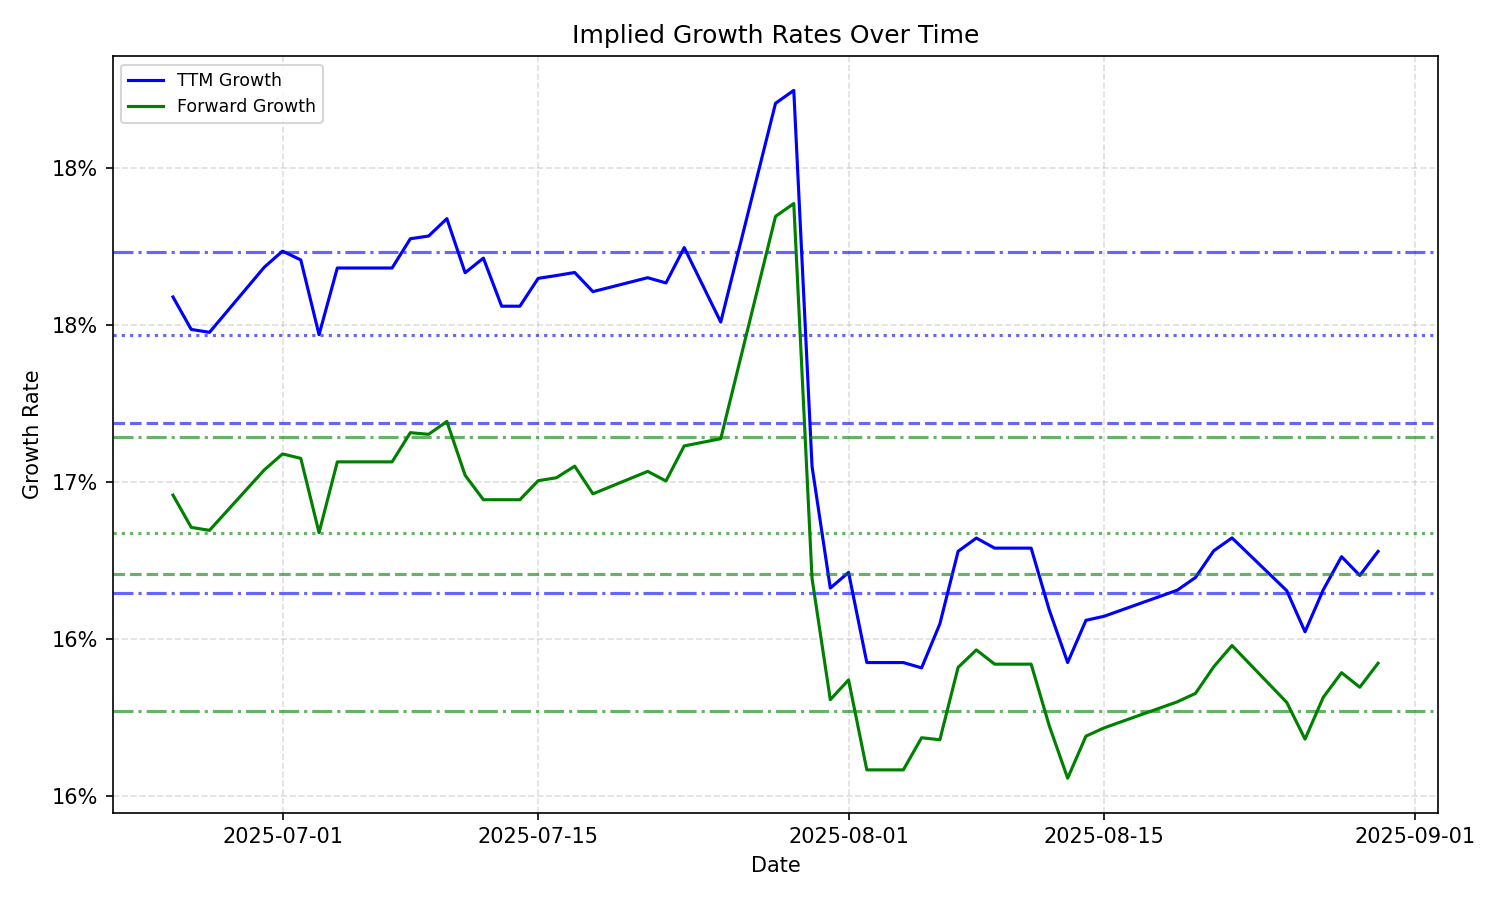 Implied Growth Rates Over Time
TTM Growth
Forward Growth
18%
18%
17%
16%
16%
Growth Rate
2025-07-01
2025-07-15
2025-08-01
2025-08-15
2025-09-01
Date